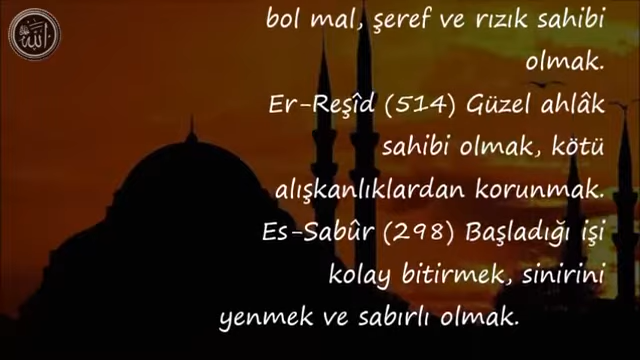 الله
bol mal, şeref ve rızık sahibi
olmak.
Er-Reşîd (514) Güzel ahlâk
sahibi olmak, kötü
alışkanlıklardan korunmak.
Es-Sabûr (298) Başladığı işi
kolay bitirmek, sinirini
yenmek ve sabırlı olmak.